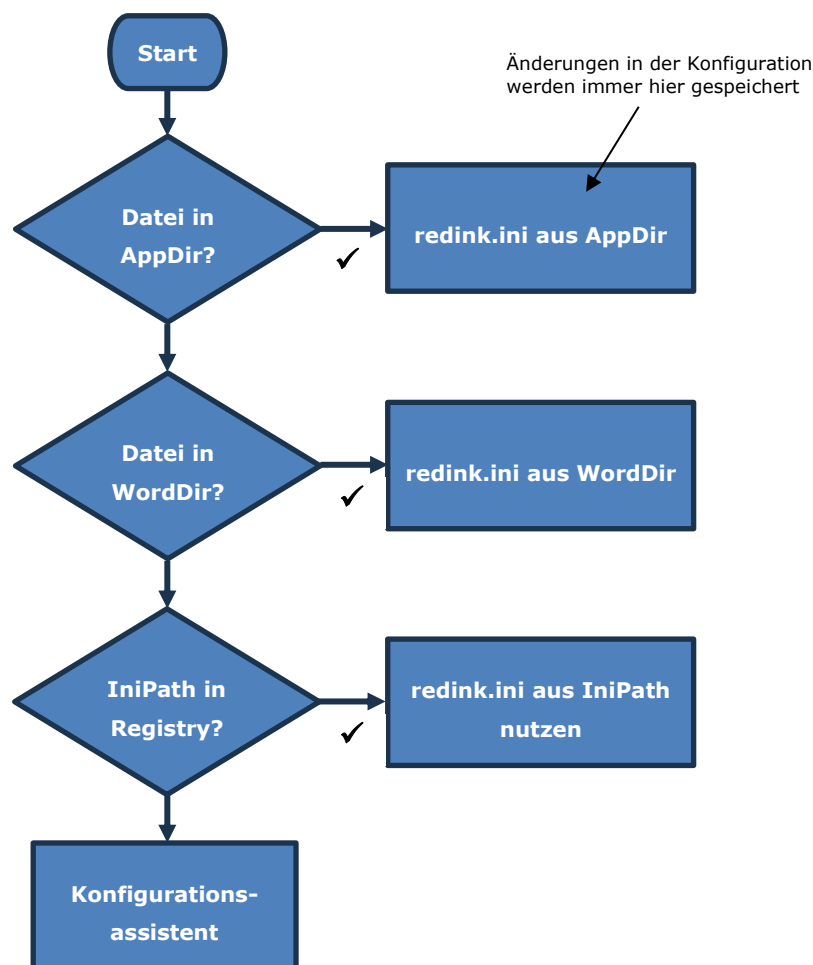 Start
Änderungen in der Konfiguration
werden immer hier gespeichert
Datei in
AppDir?
redink.ini aus AppDir
✓
Datei in
WordDir?
redink.ini aus WordDir
✓
IniPath in
Registry?
redink.ini aus IniPath
nutzen
✓
Konfigurations-
assistent